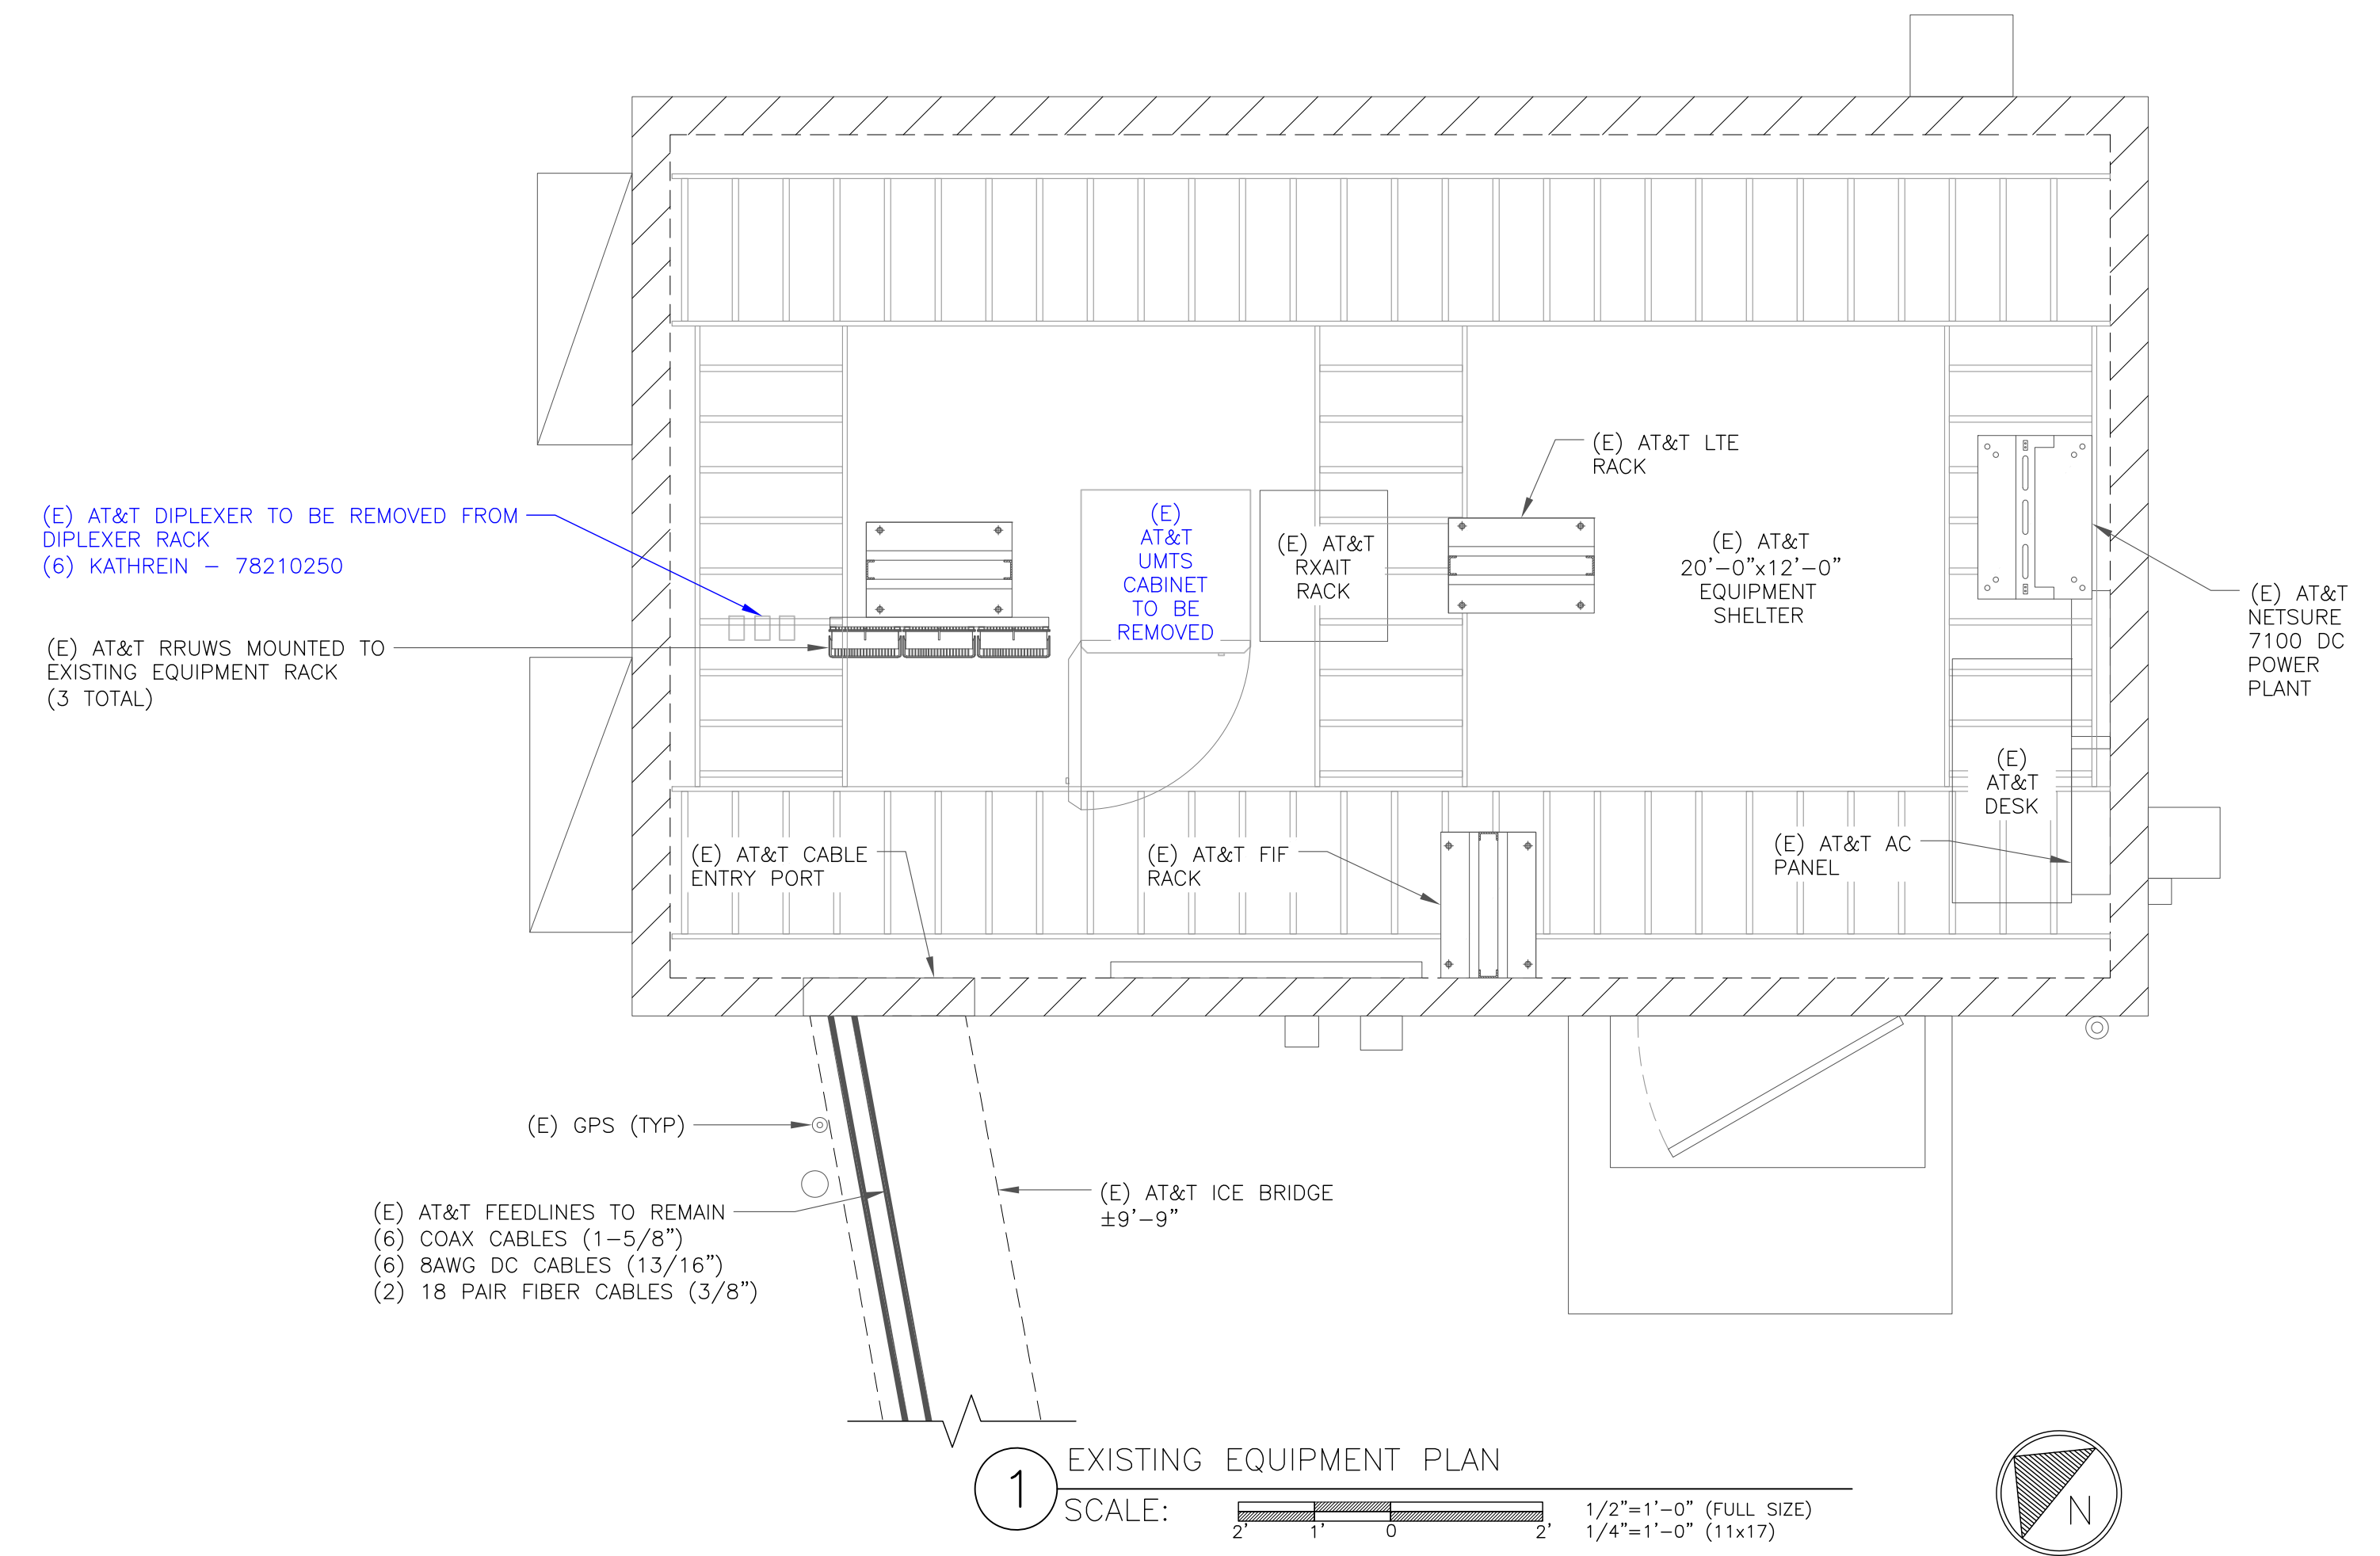 (E) AT&T DIPLEXER TO BE REMOVED FROM
DIPLEXER RACK
(6) KATHREIN - 78210250
(E) AT&T RRUWS MOUNTED TO
EXISTING EQUIPMENT RACK
(3 TOTAL)
(E)
AT&T
UMTS
CABINET
TO BE
REMOVED
(E) AT&T
RXAIT
RACK
(E) AT&T LTE
RACK
(E) AT&T
20'-0"x12'-0"
EQUIPMENT
SHELTER
(E) AT&T
NETSURE
7100 DC
POWER
PLANT
(E)
AT&T
DESK
(E) AT&T AC
PANEL
(E) AT&T CABLE
ENTRY PORT
(E) AT&T FIF
RACK
(E) GPS (TYP)
(E) AT&T FEEDLINES TO REMAIN
(6) COAX CABLES (1-5/8")
(6) 8AWG DC CABLES (13/16")
(2) 18 PAIR FIBER CABLES (3/8")
(E) AT&T ICE BRIDGE
±9'-9"
1
EXISTING EQUIPMENT PLAN
SCALE:
2' 1' 0 2'
1/2"=1'-0" (FULL SIZE)
1/4"=1'-0" (11x17)
N